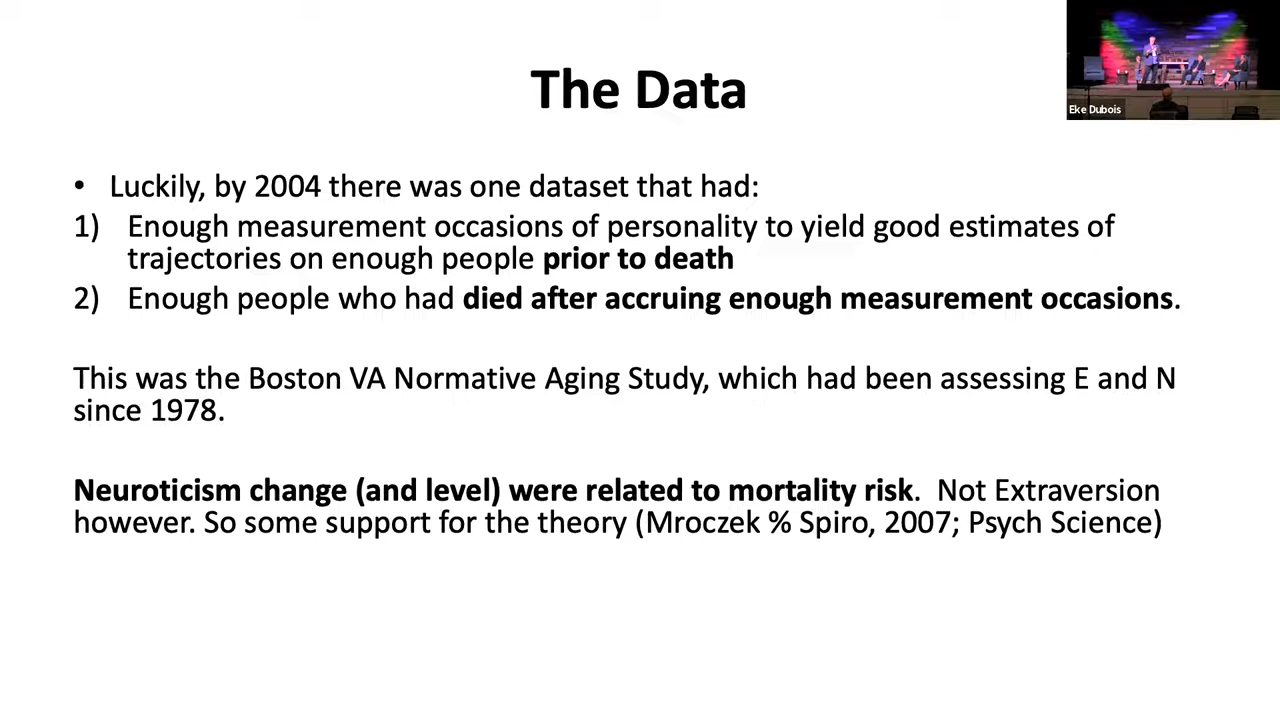 The Data
Eke Dubois
• Luckily, by 2004 there was one dataset that had:
1) Enough measurement occasions of personality to yield good estimates of
trajectories on enough people prior to death
2) Enough people who had died after accruing enough measurement occasions.
This was the Boston VA Normative Aging Study, which had been assessing E and N
since 1978.
Neuroticism change (and level) were related to mortality risk. Not Extraversion
however. So some support for the theory (Mroczek % Spiro, 2007; Psych Science)